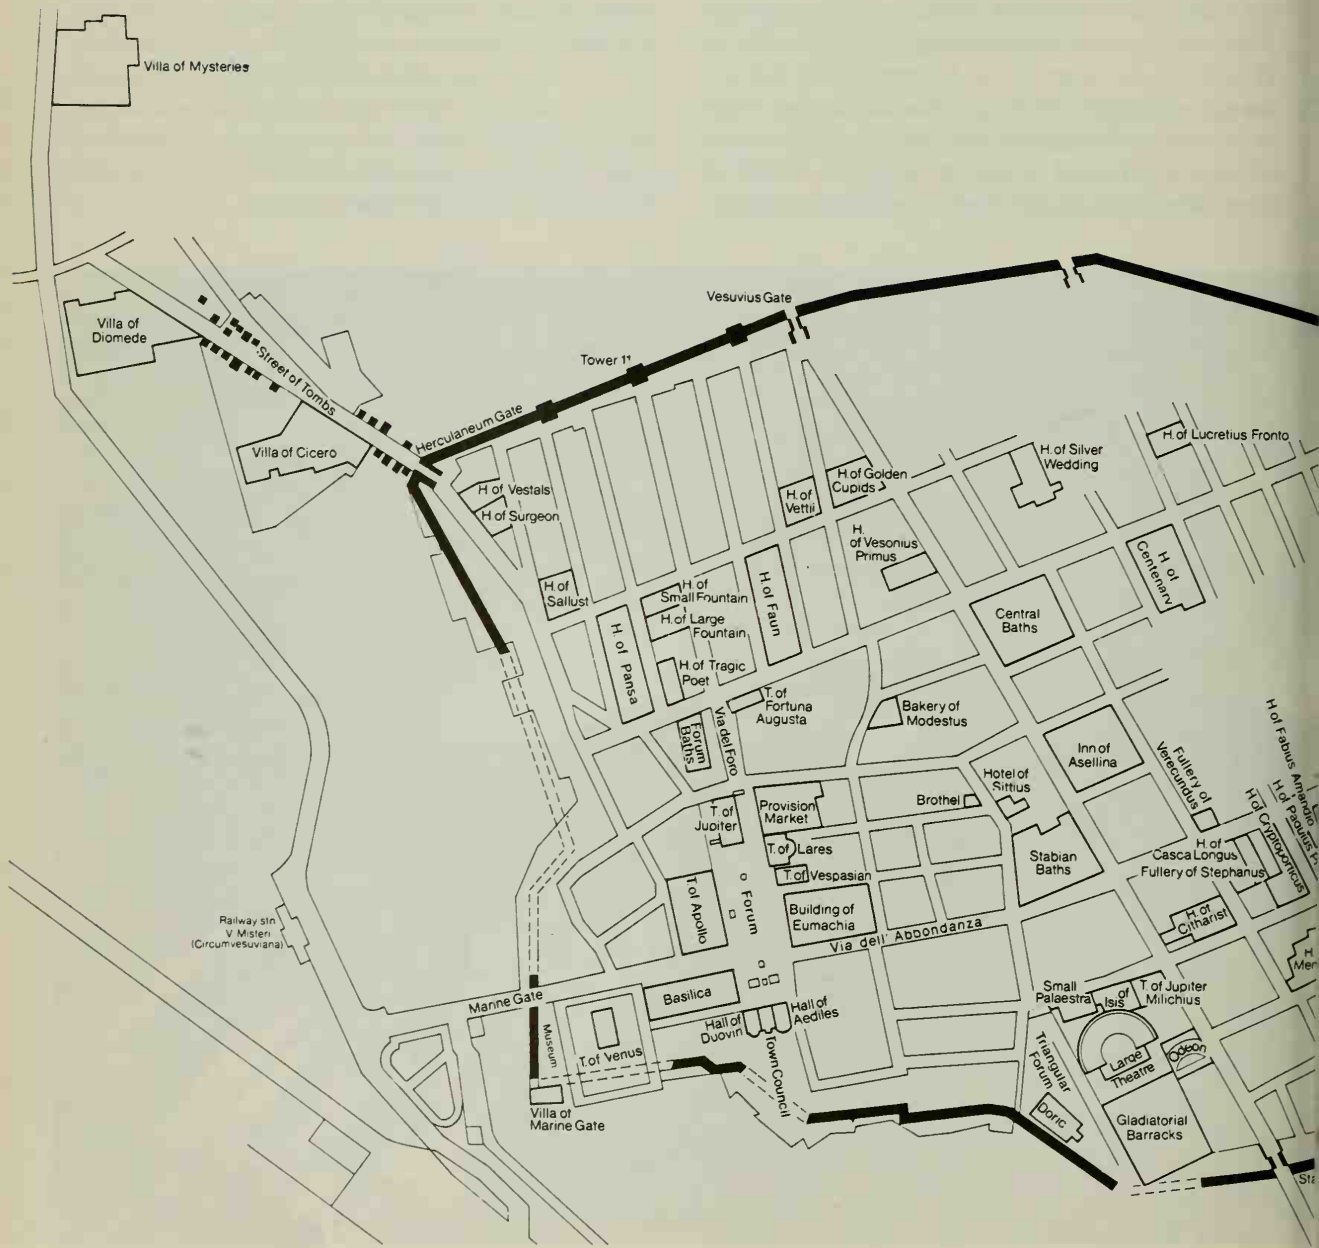 Villa of Mysteries
Villa of
Diomede
Street of Tombs
Villa of Cicero
Herculaneum Gate
Tower 11
Vesuvius Gate
H. of Vestals
H. of Surgeon
H. of
Sallust
H. of Pansa
H. of
Small Fountain
H. of Large
Fountain
H. of Tragic
Poet
H. of Faun
H. of
Vettii
H. of Golden
Cupids
H.
of Vesonius
Primus
H. of Silver
Wedding
H. of Lucretius Fronto
H. of
Centenary
Central
Baths
T. of
Fortuna
Augusta
Via del Foro
Forum
Baths
Bakery of
Modestus
Inn of
Asellina
Hotel of
Sittius
Brothel
Fullery of
Verecundus
H. of Fabius Amandio
H. of Paquius P
H. of Cryptoporticus
H. of
Casca Longus
Fullery of Stephanus
H. of
Citharist
H.
Men
T. of
Jupiter
Provision
Market
T. of Lares
T. of Vespasian
Building of
Eumachia
Forum
T. of Apollo
Stabian
Baths
Via dell' Abbondanza
Railway stn
V. Misteri
(Circumvesuviana)
Marine Gate
Museum
T. of Venus
Basilica
Villa of
Marine Gate
Hall of
Duoviri
Hall of
Aediles
Town Council
Small
Palaestra
T. of Isis
T. of Jupiter
Milichius
Large
Theatre
Odeon
Triangular
Forum
Doric
Gladiatorial
Barracks
Sta